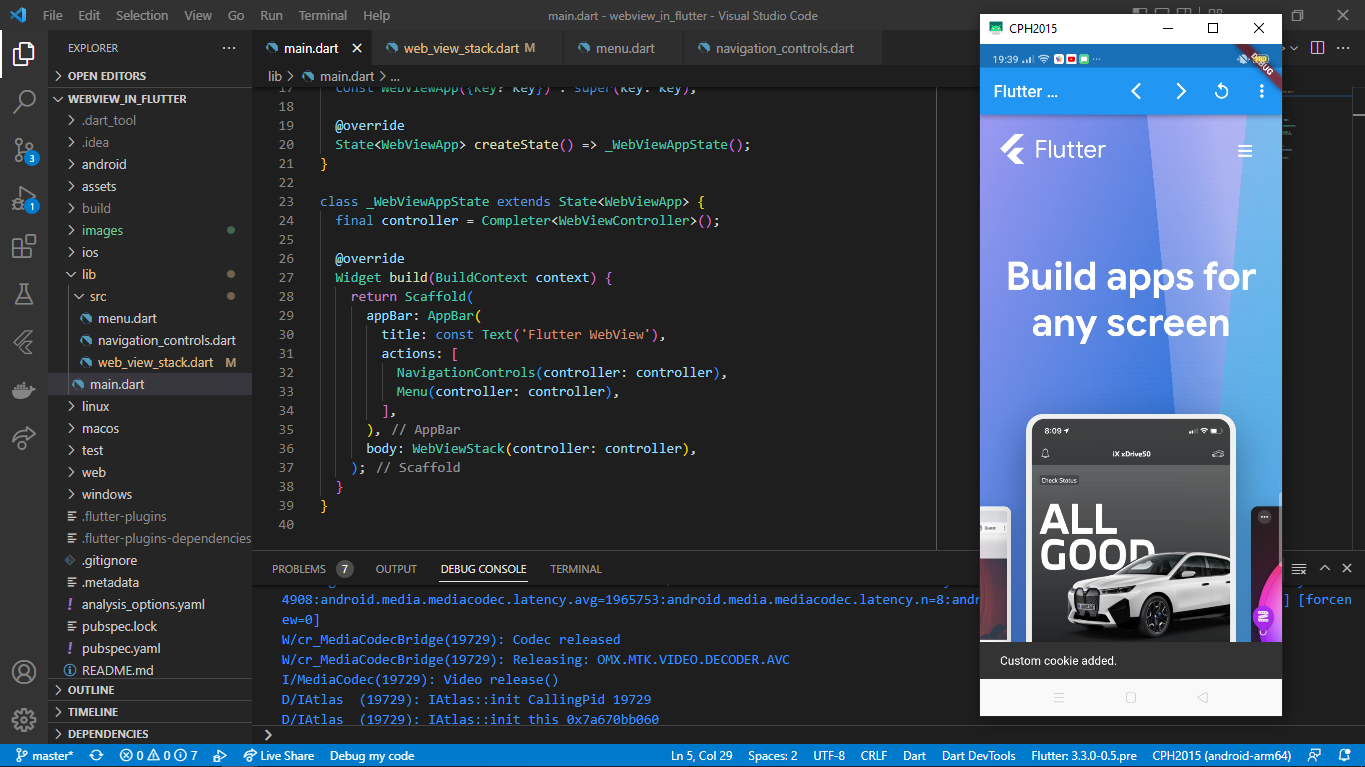 File Edit Selection View Go Run Terminal Help
main.dart - webview_in_flutter - Visual Studio Code
EXPLORER
OPEN EDITORS
WEBVIEW_IN_FLUTTER
.dart_tool
.idea
android
assets
build
images
ios
lib
src
menu.dart
navigation_controls.dart
web_view_stack.dart M
main.dart
linux
macos
test
web
windows
.flutter-plugins
.flutter-plugins-dependencies
.gitignore
.metadata
analysis_options.yaml
pubspec.lock
pubspec.yaml
README.md
OUTLINE
TIMELINE
DEPENDENCIES
3
1
main.dart web_view_stack.dart M menu.dart navigation_controls.dart
lib > main.dart > ...
17 const WebViewApp({Key? key}) : super(key: key);
18
19 @override
20 State<WebViewApp> createState() => _WebViewAppState();
21 }
22
23 class _WebViewAppState extends State<WebViewApp> {
24 final controller = Completer<WebViewController>();
25
26 @override
27 Widget build(BuildContext context) {
28 return Scaffold(
29 appBar: AppBar(
30 title: const Text('Flutter WebView'),
31 actions: [
32 NavigationControls(controller: controller),
33 Menu(controller: controller),
34 ],
35 ), // AppBar
36 body: WebViewStack(controller: controller),
37 ); // Scaffold
38 }
39 }
40
PROBLEMS 7 OUTPUT DEBUG CONSOLE TERMINAL
4908:android.media.mediacodec.latency.avg=1965753:android.media.mediacodec.latency.n=8:andr
] [forcen
ew=0]
W/cr_MediaCodecBridge(19729): Codec released
W/cr_MediaCodecBridge(19729): Releasing: OMX.MTK.VIDEO.DECODER.AVC
I/MediaCodec(19729): Video release()
D/IAtlas (19729): IAtlas::init CallingPid 19729
D/IAtlas (19729): IAtlas::init this 0x7a670bb060
CPH2015
19:39
DEBUG
Flutter ...
Flutter
Build apps for
any screen
8:09
iX xDrive50
Check Status
ALL
GOOD
Guest
Custom cookie added.
master* 0 0 7 Live Share Debug my code
Ln 5, Col 29 Spaces: 2 UTF-8 CRLF Dart Dart DevTools Flutter: 3.3.0-0.5.pre CPH2015 (android-arm64)